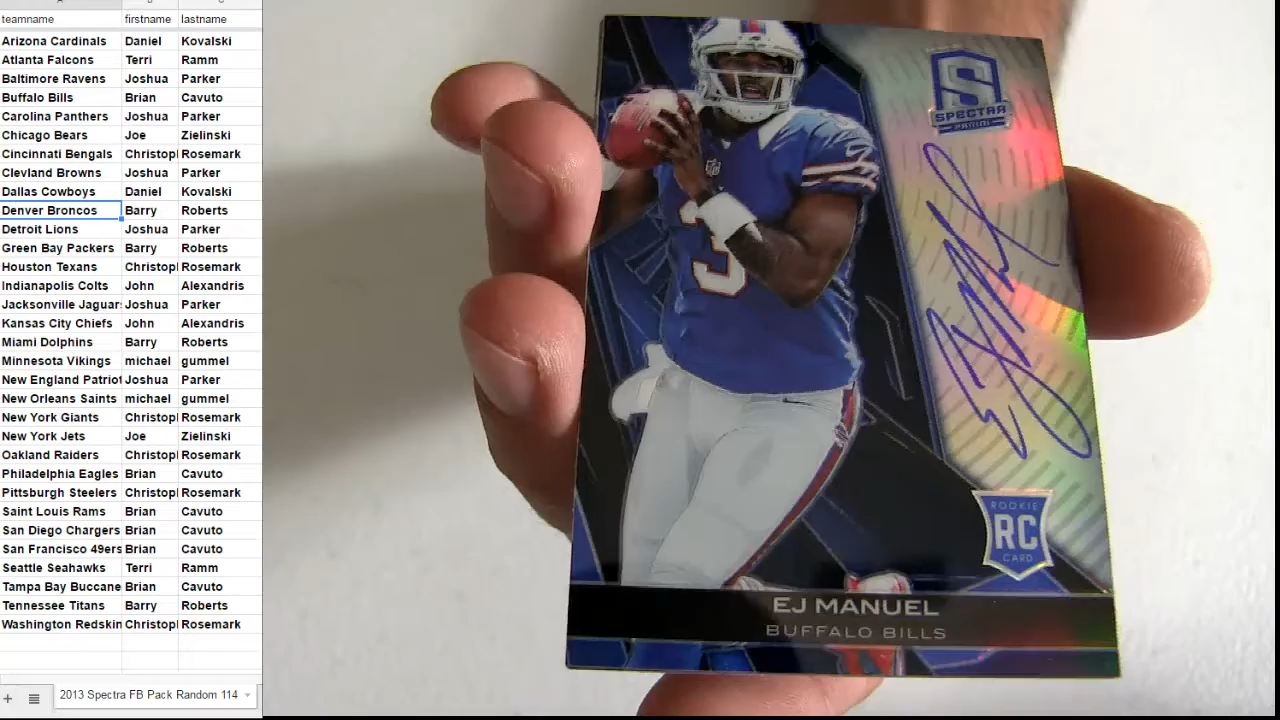 teamname firstname lastname
Arizona Cardinals Daniel Kovalski
Atlanta Falcons Terri Ramm
Baltimore Ravens Joshua Parker
Buffalo Bills Brian Cavuto
Carolina Panthers Joshua Parker
Chicago Bears Joe Zielinski
Cincinnati Bengals Christopl Rosemark
Clevland Browns Joshua Parker
Dallas Cowboys Daniel Kovalski
Denver Broncos Barry Roberts
Detroit Lions Joshua Parker
Green Bay Packers Barry Roberts
Houston Texans Christopl Rosemark
Indianapolis Colts John Alexandris
Jacksonville Jaguar Joshua Parker
Kansas City Chiefs John Alexandris
Miami Dolphins Barry Roberts
Minnesota Vikings michael gummel
New England Patriot Joshua Parker
New Orleans Saints michael gummel
New York Giants Christopl Rosemark
New York Jets Joe Zielinski
Oakland Raiders Christopl Rosemark
Philadelphia Eagles Brian Cavuto
Pittsburgh Steelers Christopl Rosemark
Saint Louis Rams Brian Cavuto
San Diego Chargers Brian Cavuto
San Francisco 49ers Brian Cavuto
Seattle Seahawks Terri Ramm
Tampa Bay Buccane Brian Cavuto
Tennessee Titans Barry Roberts
Washington Redskin Christopl Rosemark
2013 Spectra FB Pack Random 114
S
SPECTRA
PANINI
3
NFL
ROOKIE
RC
CARD
EJ MANUEL
BUFFALO BILLS